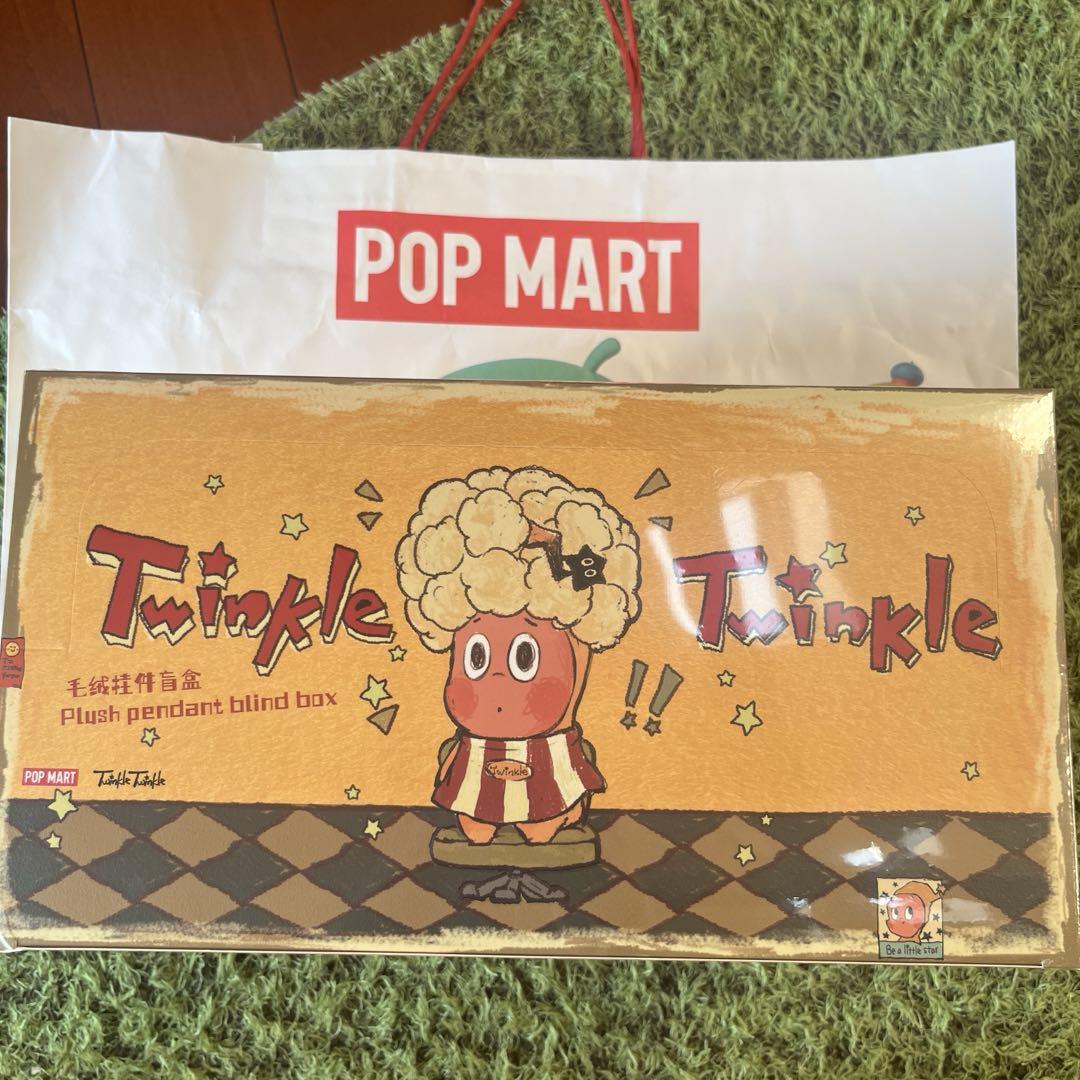 POP MART
Twinkle Twinkle
毛绒挂件盲盒
Plush pendant blind box
!!
Twinkle
POP MART Twinkle Twinkle
Be a little star